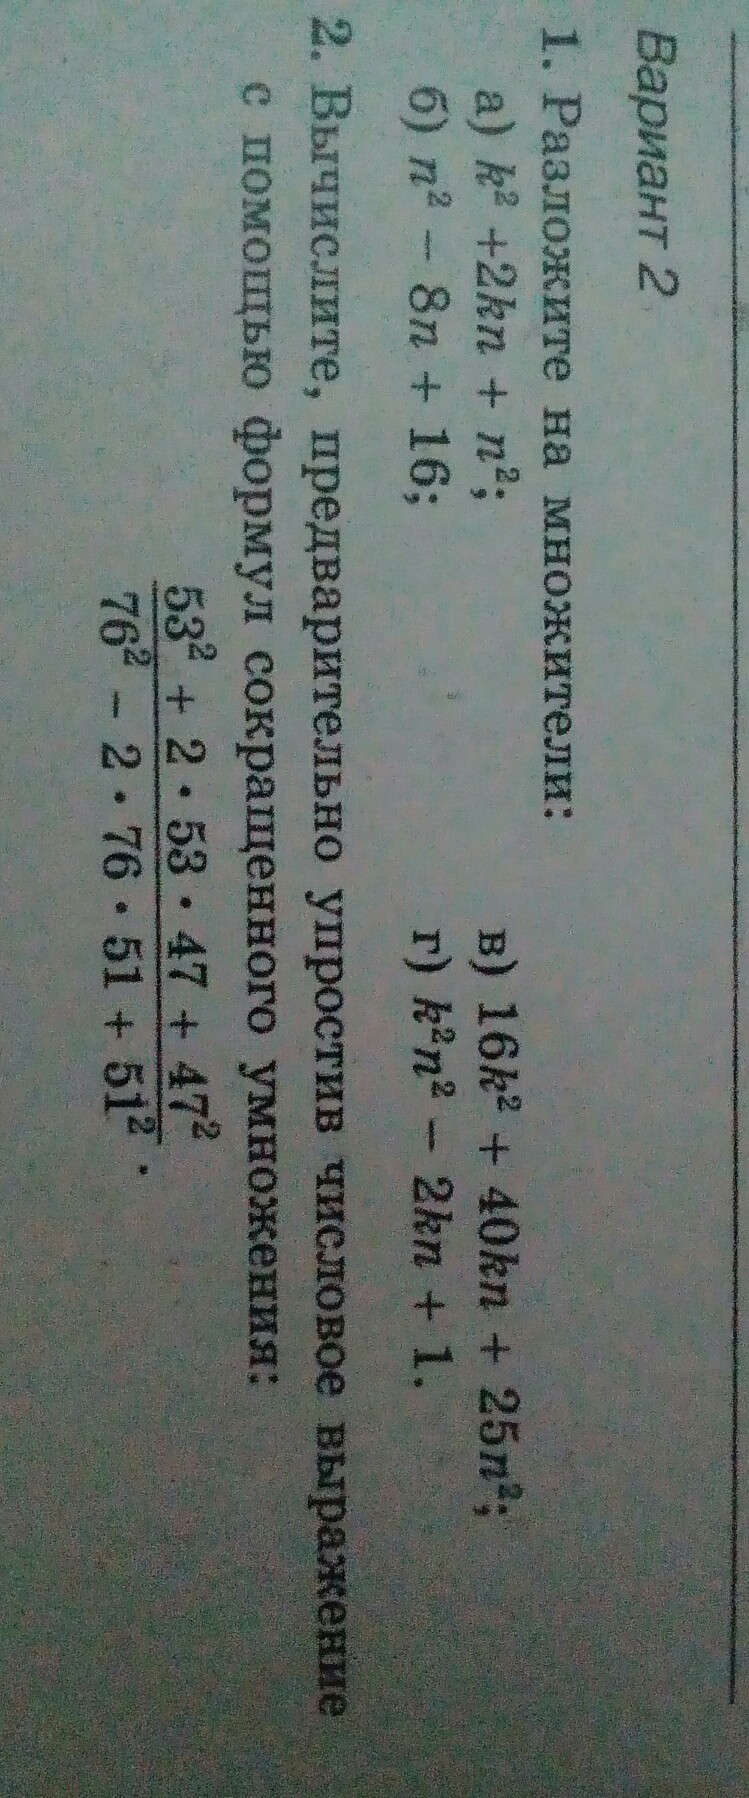 Вариант 2
1. Разложите на множители:
а) k² +2kn + n²; в) 16k² + 40kn + 25n²;
б) n² − 8n + 16; г) k²n² − 2kn + 1.
2. Вычислите, предварительно упростив числовое выражение
с помощью формул сокращенного умножения:
53² + 2 · 53 · 47 + 47²
76² − 2 · 76 · 51 + 51² .